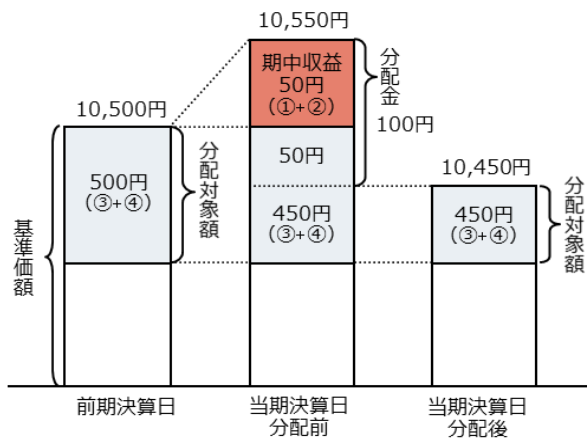 10,550円
期中収益
50円
(①+②)
分配金
100円
10,500円
500円
(③+④)
分配対象額
50円
450円
(③+④)
10,450円
450円
(③+④)
分配対象額
基準価額
前期決算日
当期決算日
分配前
当期決算日
分配後